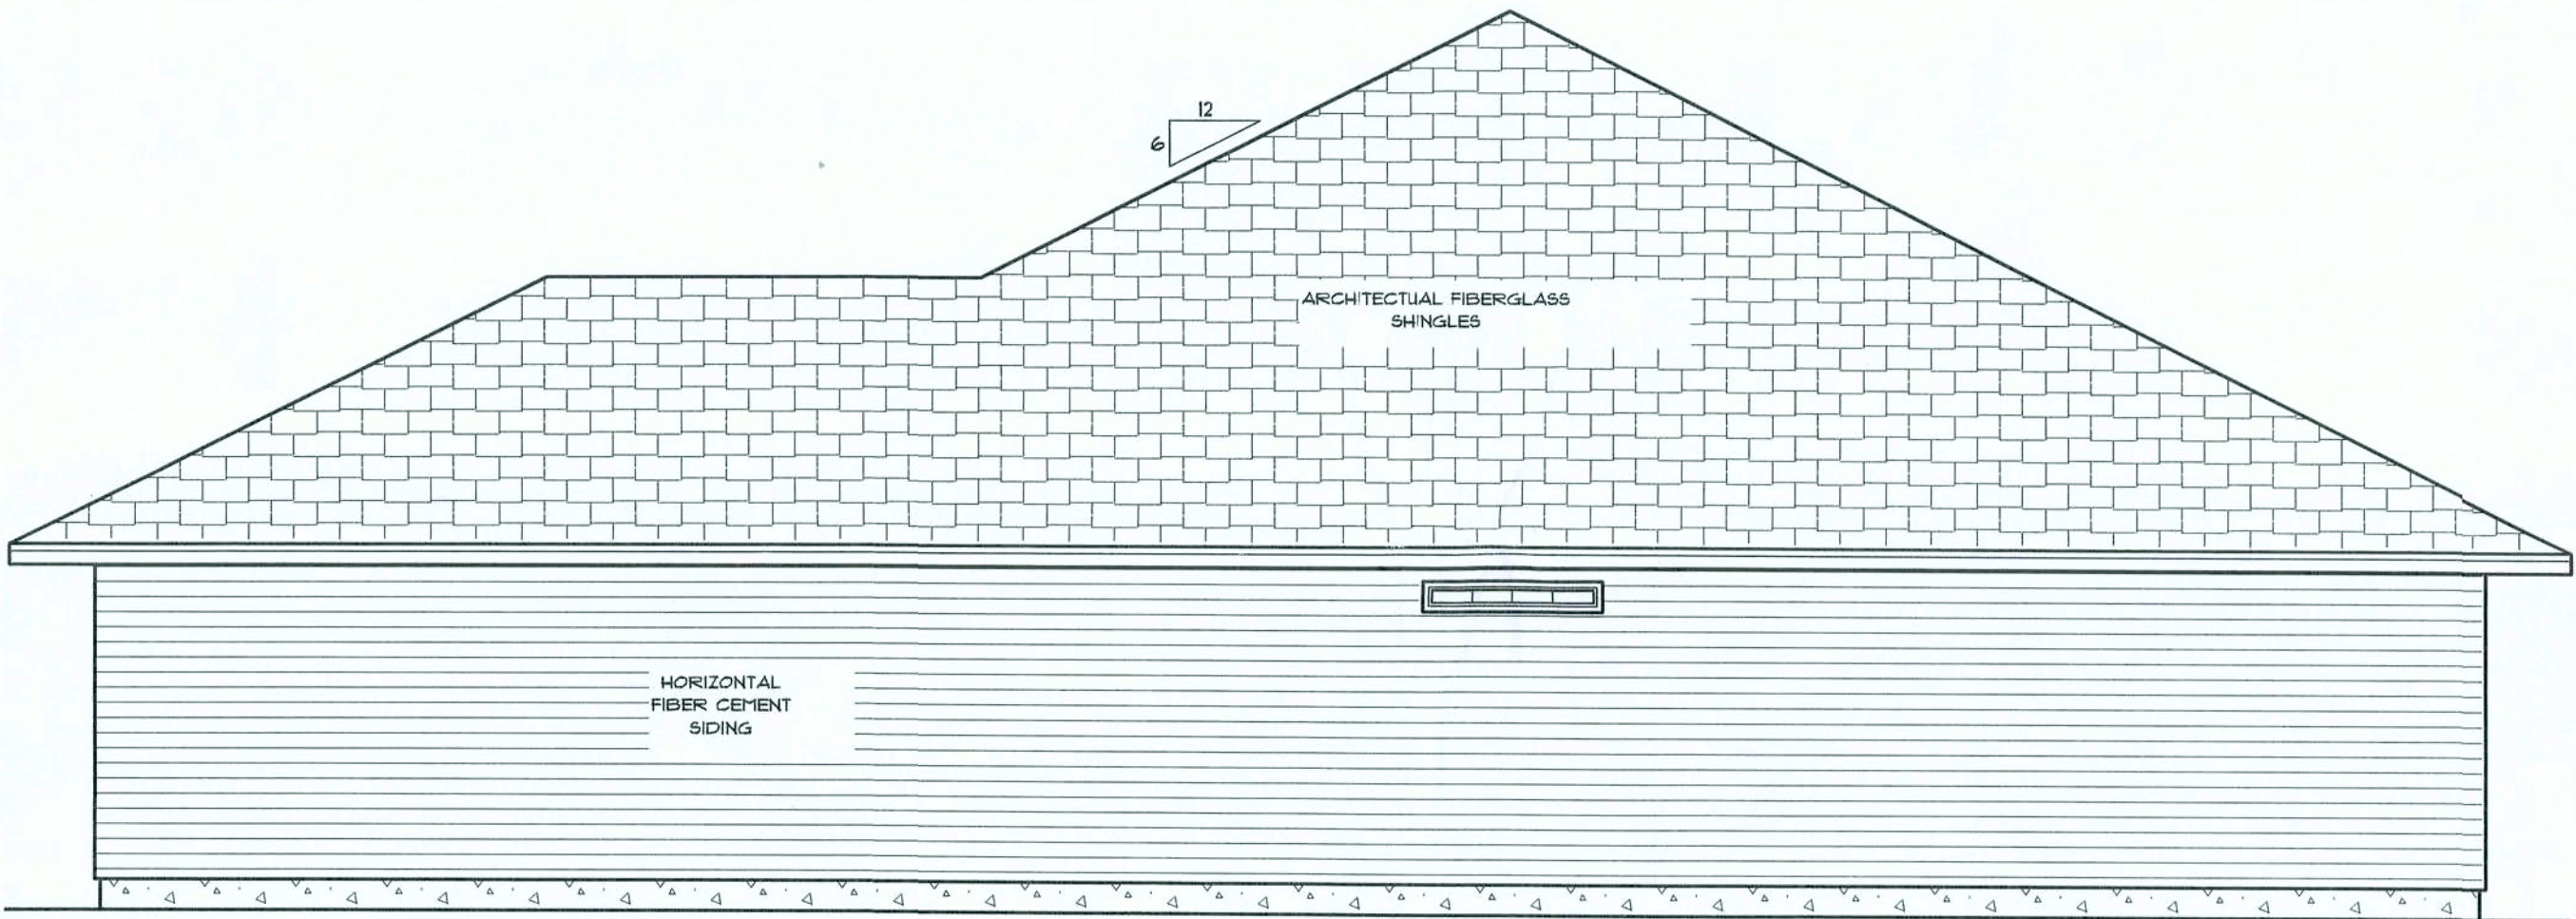 12
6
ARCHITECTUAL FIBERGLASS
SHINGLES
HORIZONTAL
FIBER CEMENT
SIDING